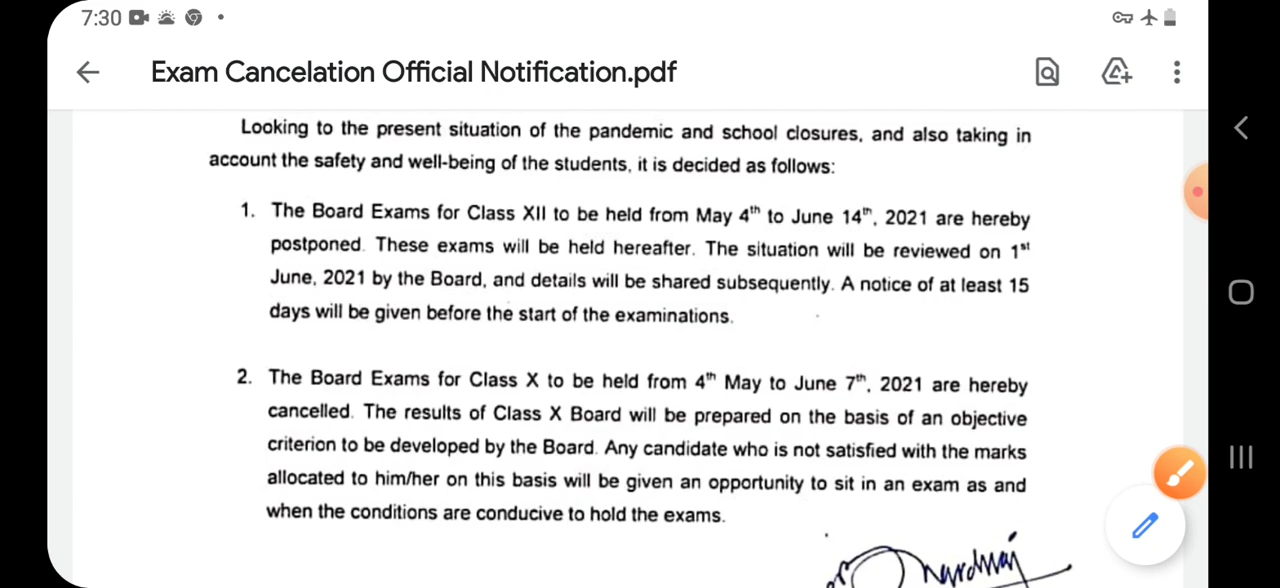 7:30
Exam Cancelation Official Notification.pdf
Looking to the present situation of the pandemic and school closures, and also taking in
account the safety and well-being of the students, it is decided as follows:
1. The Board Exams for Class XII to be held from May 4th to June 14th, 2021 are hereby
postponed. These exams will be held hereafter. The situation will be reviewed on 1st
June, 2021 by the Board, and details will be shared subsequently. A notice of at least 15
days will be given before the start of the examinations.
2. The Board Exams for Class X to be held from 4th May to June 7th, 2021 are hereby
cancelled. The results of Class X Board will be prepared on the basis of an objective
criterion to be developed by the Board. Any candidate who is not satisfied with the marks
allocated to him/her on this basis will be given an opportunity to sit in an exam as and
when the conditions are conducive to hold the exams.